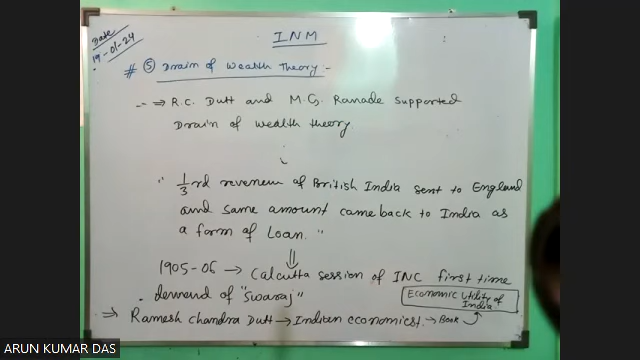 Date
19-01-24
INM
# ⑤ Drain of Wealth Theory:-
⇒ R.C. Dutt and M.G. Ranade Supported
Drain of wealth theory.
" 1/3 rd revenem of British India sent to England
and same amount came back to India as
a form of Loan. "
⇓
1905-06 → Calcutta session of INC first time
demand of "Swaraj"
Economic Utility of
India
⇒ Ramesh Chandra Dutt → Inditen economicst. → Book
ARUN KUMAR DAS